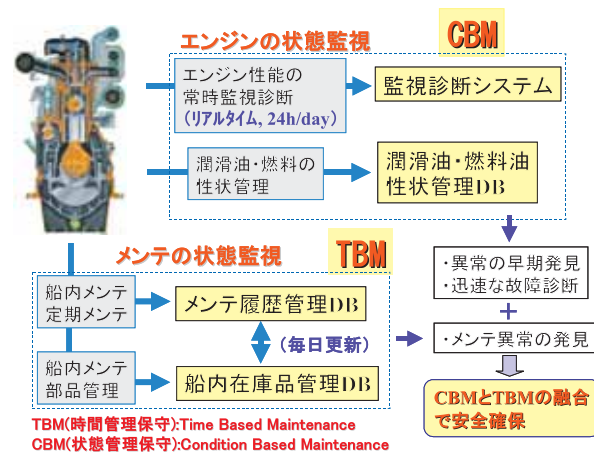 エンジンの状態監視
CBM
エンジン性能の
常時監視診断
(リアルタイム, 24h/day)
監視診断システム
潤滑油・燃料の
性状管理
潤滑油・燃料油
性状管理DB
メンテの状態監視
TBM
船内メンテ
定期メンテ
メンテ履歴管理DB
(毎日更新)
船内メンテ
部品管理
船内在庫品管理DB
・異常の早期発見
・迅速な故障診断
+
・メンテ異常の発見
CBMとTBMの融合
で安全確保
TBM(時間管理保守):Time Based Maintenance
CBM(状態管理保守):Condition Based Maintenance